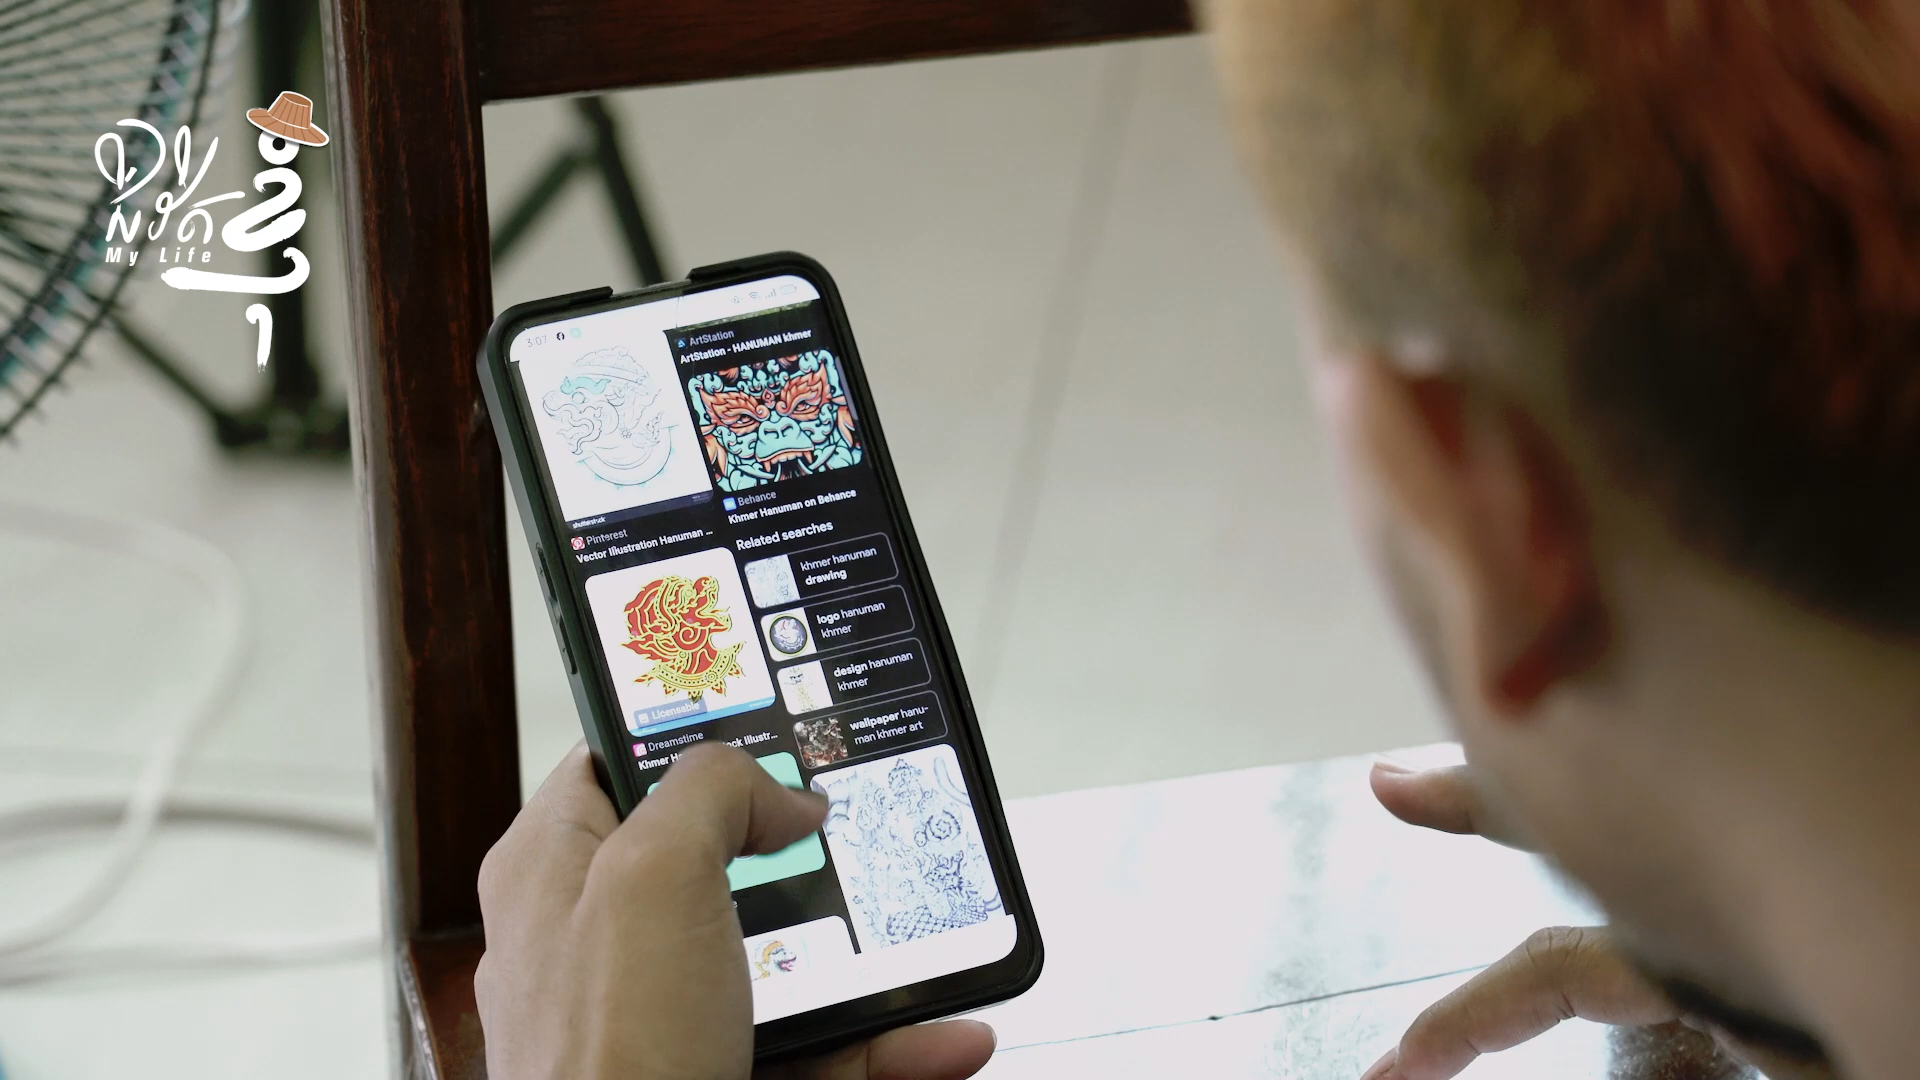 My Life
3:07
ArtStation
ArtStation - HANUMAN khmer
shutterstock
Pinterest
Vector Illustration Hanuman ...
Behance
Khmer Hanuman on Behance
Related searches
khmer hanuman
drawing
logo hanuman
khmer
design hanuman
khmer
wallpaper hanu-
man khmer art
Licensable
Dreamstime
Khmer